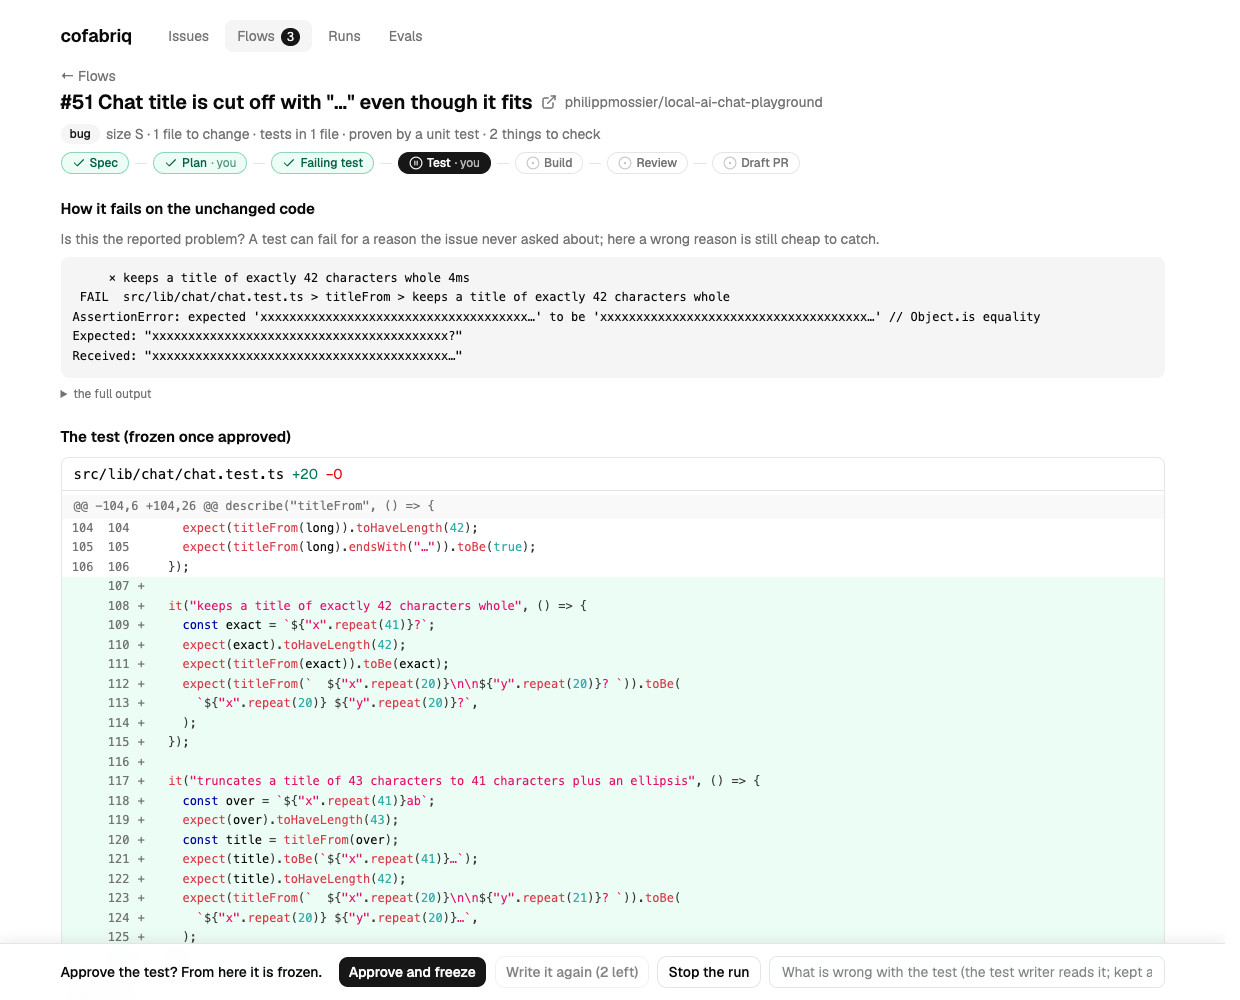 cofabriq Issues Flows 3 Runs Evals
← Flows
#51 Chat title is cut off with "…" even though it fits philippmossier/local-ai-chat-playground
bug size S · 1 file to change · tests in 1 file · proven by a unit test · 2 things to check
Spec Plan · you Failing test Test · you Build Review Draft PR
How it fails on the unchanged code
Is this the reported problem? A test can fail for a reason the issue never asked about; here a wrong reason is still cheap to catch.
× keeps a title of exactly 42 characters whole 4ms
FAIL src/lib/chat/chat.test.ts > titleFrom > keeps a title of exactly 42 characters whole
AssertionError: expected 'xxxxxxxxxxxxxxxxxxxxxxxxxxxxxxxxxxxxx…' to be 'xxxxxxxxxxxxxxxxxxxxxxxxxxxxxxxxxxxxx…' // Object.is equality
Expected: "xxxxxxxxxxxxxxxxxxxxxxxxxxxxxxxxxxxxxxxxx?"
Received: "xxxxxxxxxxxxxxxxxxxxxxxxxxxxxxxxxxxxxxxxx…"
▶ the full output
The test (frozen once approved)
src/lib/chat/chat.test.ts +20 −0
@@ −104,6 +104,26 @@ describe("titleFrom", () => {
104 104 expect(titleFrom(long)).toHaveLength(42);
105 105 expect(titleFrom(long).endsWith("…")).toBe(true);
106 106 });
107 +
108 + it("keeps a title of exactly 42 characters whole", () => {
109 + const exact = `${"x".repeat(41)}?`;
110 + expect(exact).toHaveLength(42);
111 + expect(titleFrom(exact)).toBe(exact);
112 + expect(titleFrom(`  ${"x".repeat(20)}\n\n${"y".repeat(20)}? `)).toBe(
113 + `${"x".repeat(20)} ${"y".repeat(20)}?`,
114 + );
115 + });
116 +
117 + it("truncates a title of 43 characters to 41 characters plus an ellipsis", () => {
118 + const over = `${"x".repeat(41)}ab`;
119 + expect(over).toHaveLength(43);
120 + const title = titleFrom(over);
121 + expect(title).toBe(`${"x".repeat(41)}…`);
122 + expect(title).toHaveLength(42);
123 + expect(titleFrom(`  ${"x".repeat(20)}\n\n${"y".repeat(21)}? `)).toBe(
124 + `${"x".repeat(20)} ${"y".repeat(20)}…`,
125 + );
Approve the test? From here it is frozen. Approve and freeze Write it again (2 left) Stop the run What is wrong with the test (the test writer reads it; kept a